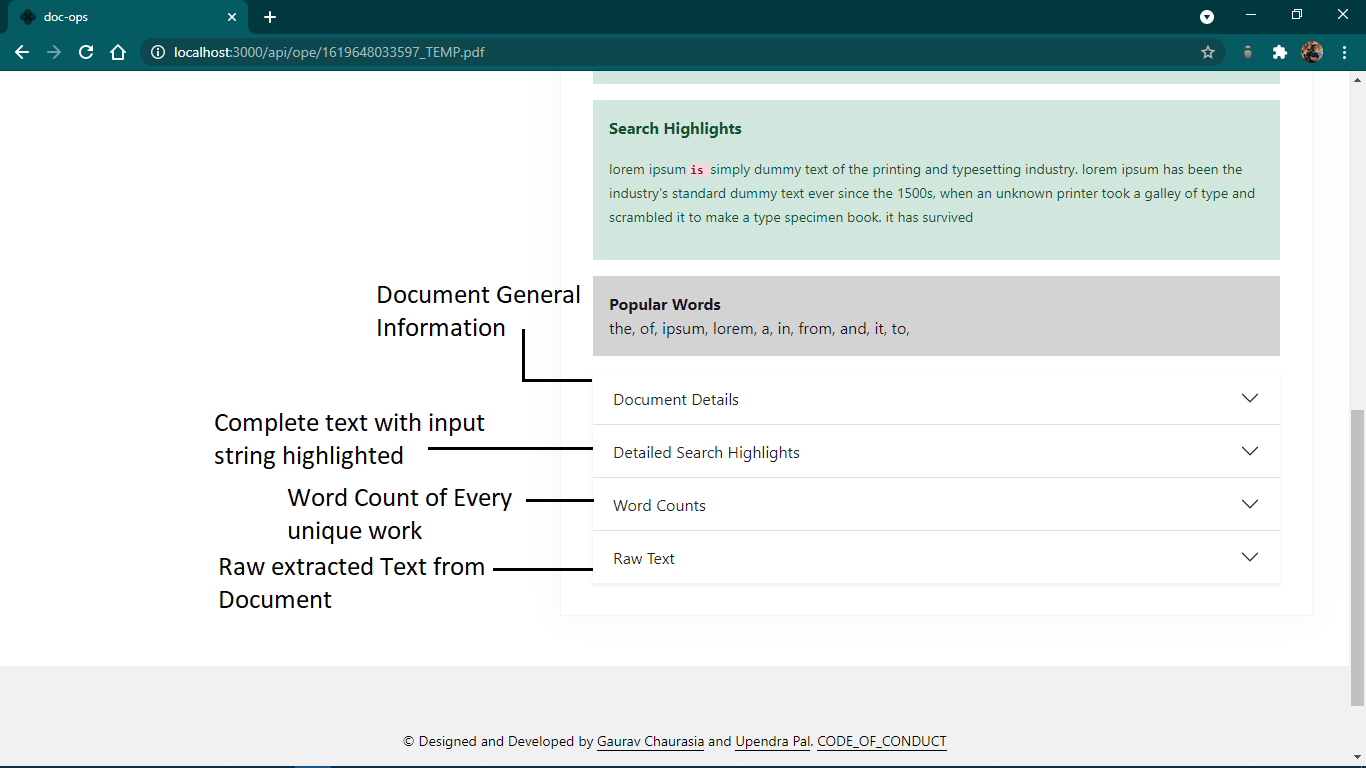 doc-ops
localhost:3000/api/ope/1619648033597_TEMP.pdf
Search Highlights
lorem ipsum is simply dummy text of the printing and typesetting industry. lorem ipsum has been the
industry's standard dummy text ever since the 1500s, when an unknown printer took a galley of type and
scrambled it to make a type specimen book. it has survived
Document General
Information
Popular Words
the, of, ipsum, lorem, a, in, from, and, it, to,
Document Details
Complete text with input
string highlighted
Detailed Search Highlights
Word Count of Every
unique work
Word Counts
Raw extracted Text from
Document
Raw Text
© Designed and Developed by Gaurav Chaurasia and Upendra Pal. CODE_OF_CONDUCT